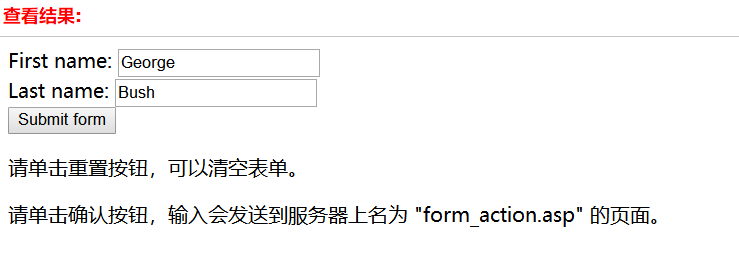 查看结果:
First name: George
Last name: Bush
Submit form
请单击重置按钮，可以清空表单。
请单击确认按钮，输入会发送到服务器上名为 "form_action.asp" 的页面。